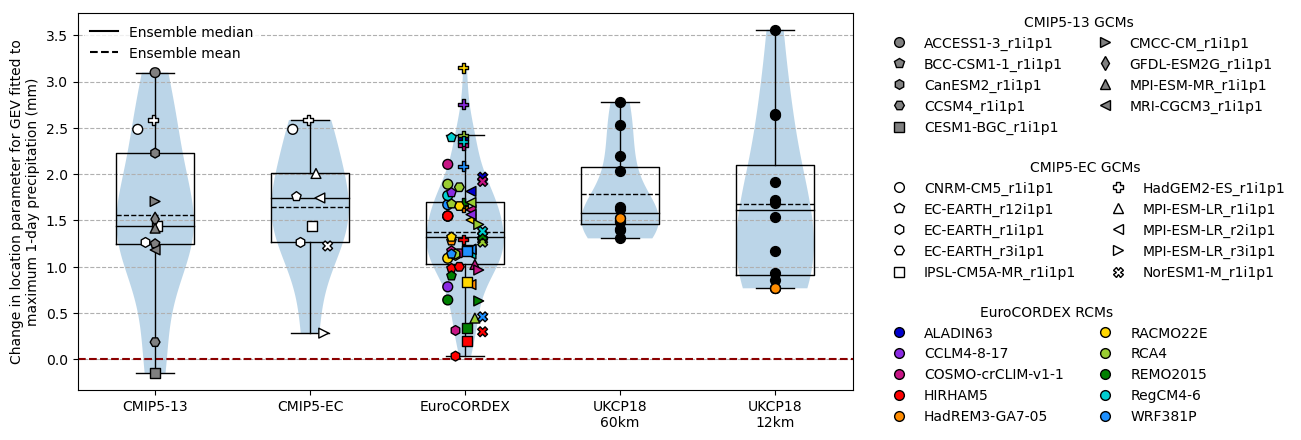 Change in location parameter for GEV fitted to
maximum 1-day precipitation (mm)
3.5
3.0
2.5
2.0
1.5
1.0
0.5
0.0
Ensemble median
Ensemble mean
CMIP5-13
CMIP5-EC
EuroCORDEX
UKCP18
60km
UKCP18
12km
CMIP5-13 GCMs
ACCESS1-3_r1i1p1
BCC-CSM1-1_r1i1p1
CanESM2_r1i1p1
CCSM4_r1i1p1
CESM1-BGC_r1i1p1
CMCC-CM_r1i1p1
GFDL-ESM2G_r1i1p1
MPI-ESM-MR_r1i1p1
MRI-CGCM3_r1i1p1
CMIP5-EC GCMs
CNRM-CM5_r1i1p1
EC-EARTH_r12i1p1
EC-EARTH_r1i1p1
EC-EARTH_r3i1p1
IPSL-CM5A-MR_r1i1p1
HadGEM2-ES_r1i1p1
MPI-ESM-LR_r1i1p1
MPI-ESM-LR_r2i1p1
MPI-ESM-LR_r3i1p1
NorESM1-M_r1i1p1
EuroCORDEX RCMs
ALADIN63
CCLM4-8-17
COSMO-crCLIM-v1-1
HIRHAM5
HadREM3-GA7-05
RACMO22E
RCA4
REMO2015
RegCM4-6
WRF381P